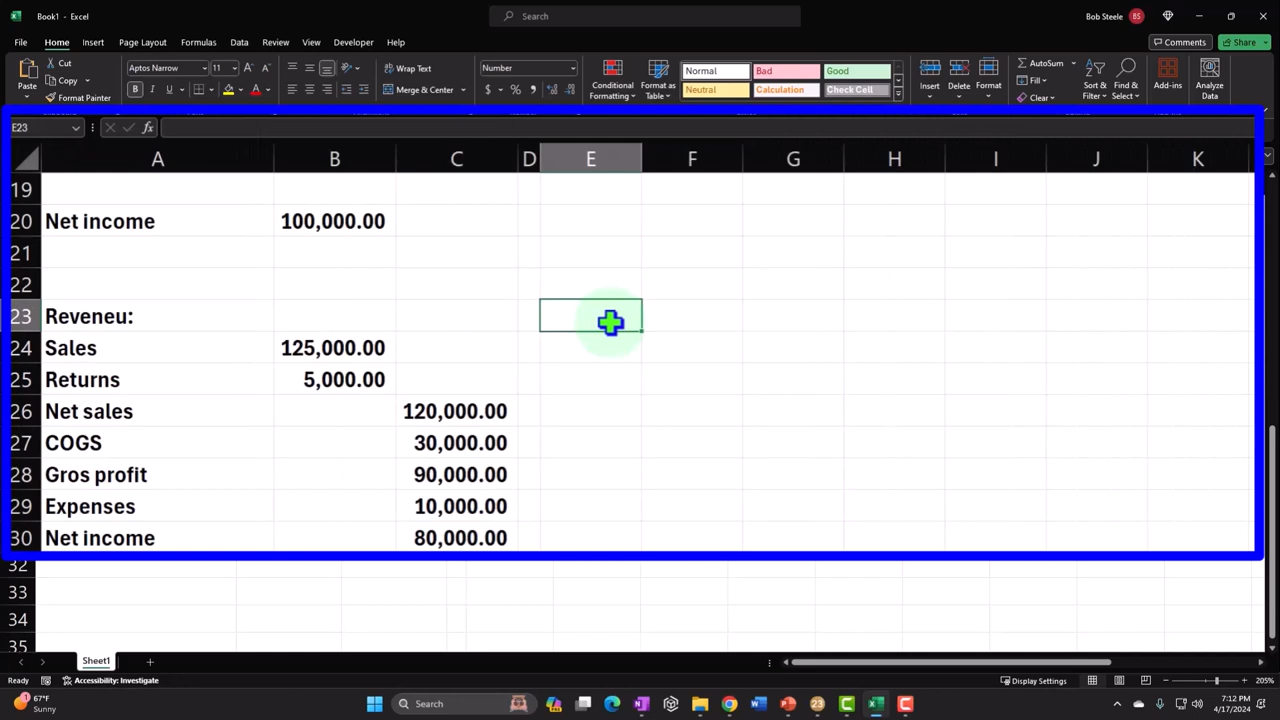 Book1 - Excel
Search
Bob Steele BS
File Home Insert Page Layout Formulas Data Review View Developer Help
Comments Share
Paste
Cut
Copy
Format Painter
Aptos Narrow 11
B I U
Wrap Text
Merge & Center
Number
$ % ,
Conditional Formatting
Format as Table
Normal Bad Good
Neutral Calculation Check Cell
Insert Delete Format
AutoSum
Fill
Clear
Sort & Filter
Find & Select
Add-ins
Analyze Data
E23 fx
A B C D E F G H I J K
19
20 Net income 100,000.00
21
22
23 Reveneu:
24 Sales 125,000.00
25 Returns 5,000.00
26 Net sales 120,000.00
27 COGS 30,000.00
28 Gros profit 90,000.00
29 Expenses 10,000.00
30 Net income 80,000.00
32
33
34
35
Sheet1
Ready Accessibility: Investigate Display Settings 205%
67°F
Sunny
Search
7:12 PM
4/17/2024